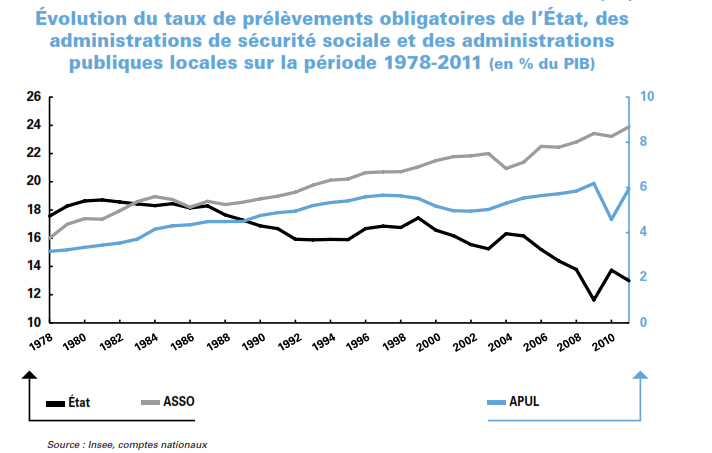 Évolution du taux de prélèvements obligatoires de l'État, des
administrations de sécurité sociale et des administrations
publiques locales sur la période 1978-2011 (en % du PIB)
26
24
22
20
18
16
14
12
10
10
8
6
4
2
0
1978 1980 1982 1984 1986 1988 1990 1992 1994 1996 1998 2000 2002 2004 2006 2008 2010
État ASSO APUL
Source : Insee, comptes nationaux